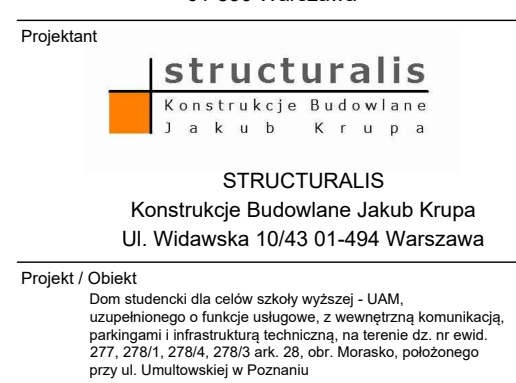 Projektant
structuralis
Konstrukcje Budowlane
Jakub Krupa
STRUCTURALIS
Konstrukcje Budowlane Jakub Krupa
Ul. Widawska 10/43 01-494 Warszawa
Projekt / Obiekt
Dom studencki dla celów szkoły wyższej - UAM,
uzupełnionego o funkcje usługowe, z wewnętrzną komunikacją,
parkingami i infrastrukturą techniczną, na terenie dz. nr ewid.
277, 278/1, 278/4, 278/3 ark. 28, obr. Morasko, położonego
przy ul. Umultowskiej w Poznaniu